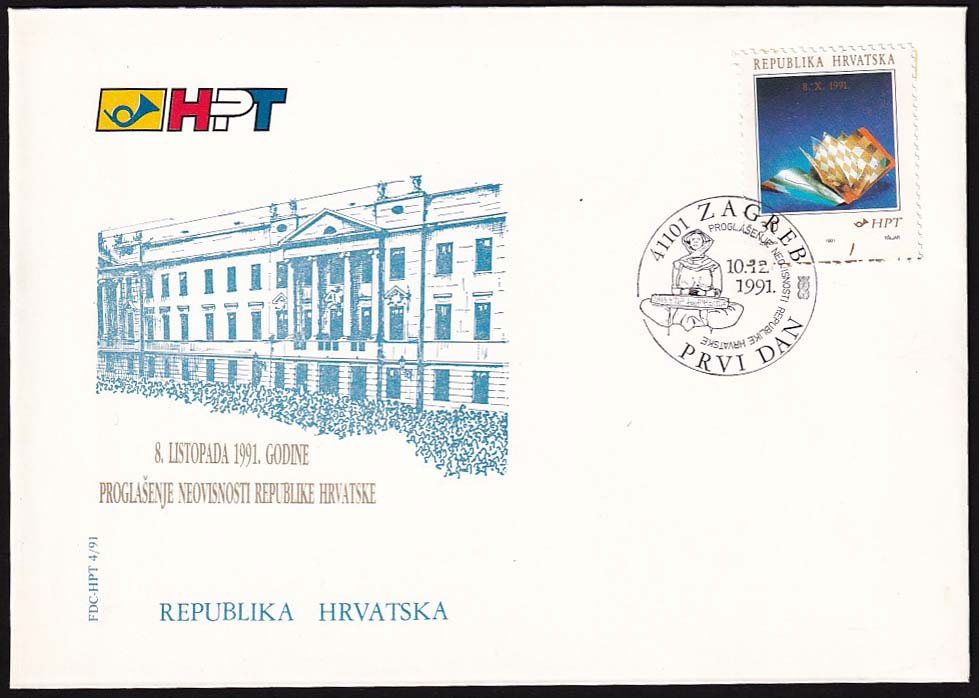 HPT
REPUBLIKA HRVATSKA
8. X. 1991.
HPT
1991
41101 ZAGREB
PROGLAŠENJE NEOVISNOSTI REPUBLIKE HRVATSKE
10.12.
1991.
PRVI DAN
8. LISTOPADA 1991. GODINE
PROGLAŠENJE NEOVISNOSTI REPUBLIKE HRVATSKE
FDC-HPT 4/91
REPUBLIKA HRVATSKA